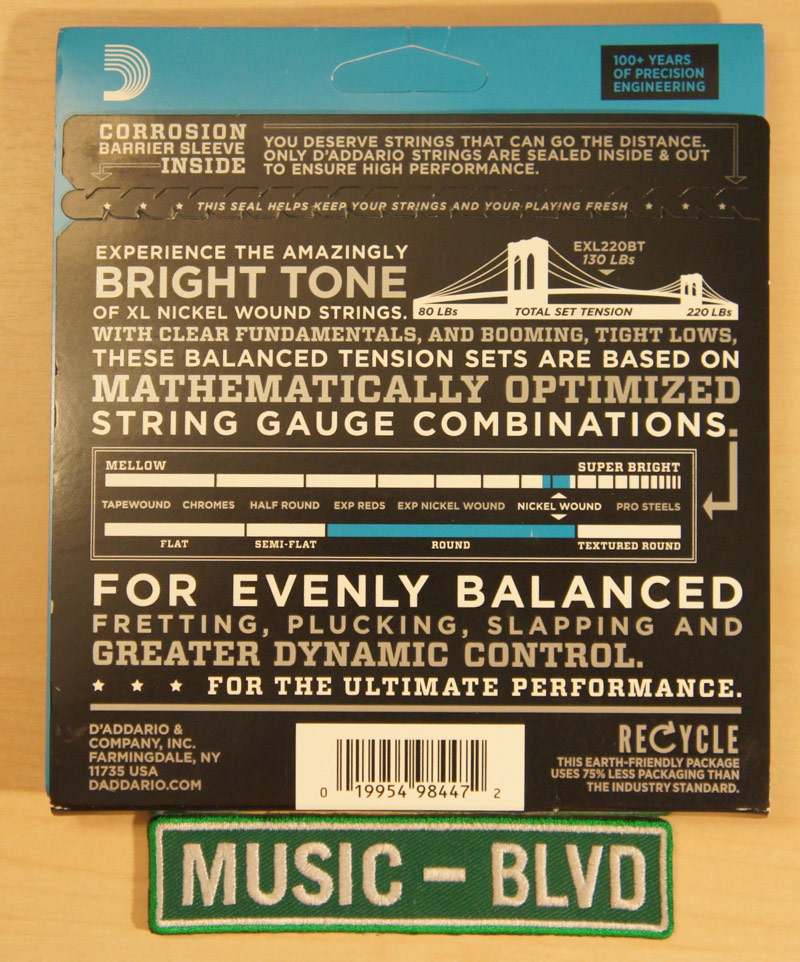 100+ YEARS
OF PRECISION
ENGINEERING
CORROSION
BARRIER SLEEVE
INSIDE
YOU DESERVE STRINGS THAT CAN GO THE DISTANCE.
ONLY D'ADDARIO STRINGS ARE SEALED INSIDE & OUT
TO ENSURE HIGH PERFORMANCE.
THIS SEAL HELPS KEEP YOUR STRINGS AND YOUR PLAYING FRESH
EXPERIENCE THE AMAZINGLY
BRIGHT TONE
OF XL NICKEL WOUND STRINGS.
EXL220BT
130 LBs
80 LBs TOTAL SET TENSION 220 LBs
WITH CLEAR FUNDAMENTALS, AND BOOMING, TIGHT LOWS,
THESE BALANCED TENSION SETS ARE BASED ON
MATHEMATICALLY OPTIMIZED
STRING GAUGE COMBINATIONS.
MELLOW SUPER BRIGHT
TAPEWOUND CHROMES HALF ROUND EXP REDS EXP NICKEL WOUND NICKEL WOUND PRO STEELS
FLAT SEMI-FLAT ROUND TEXTURED ROUND
FOR EVENLY BALANCED
FRETTING, PLUCKING, SLAPPING AND
GREATER DYNAMIC CONTROL.
FOR THE ULTIMATE PERFORMANCE.
D'ADDARIO &
COMPANY, INC.
FARMINGDALE, NY
11735 USA
DADDARIO.COM
0 19954 98447 2
RECYCLE
THIS EARTH-FRIENDLY PACKAGE
USES 75% LESS PACKAGING THAN
THE INDUSTRY STANDARD.
MUSIC - BLVD